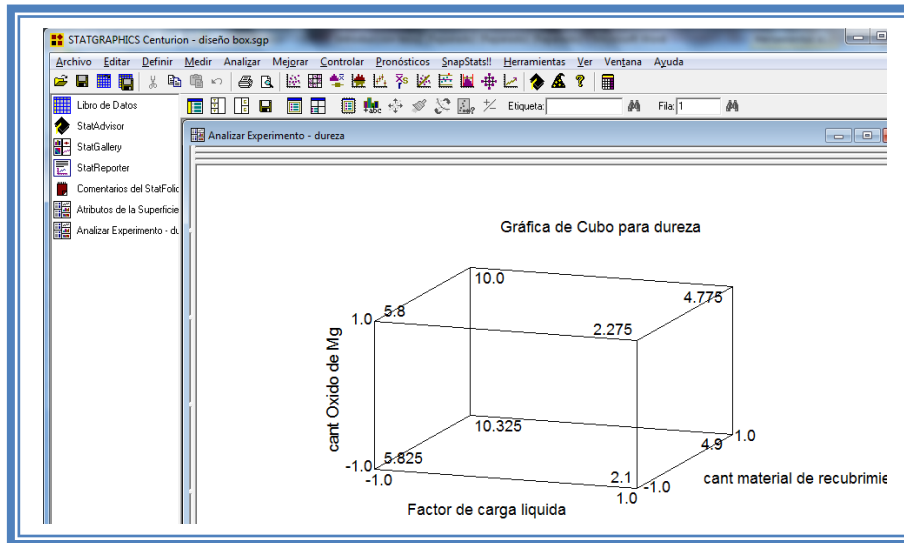 STATGRAPHICS Centurion - diseño box.sgp
Archivo Editar Definir Medir Analizar Mejorar Controlar Pronósticos SnapStats!! Herramientas Ver Ventana Ayuda
Etiqueta: Fila: 1
Libro de Datos
StatAdvisor
StatGallery
StatReporter
Comentarios del StatFolio
Atributos de la Superficie
Analizar Experimento - du
Analizar Experimento - dureza
Gráfica de Cubo para dureza
10.0
4.775
1.0 5.8
2.275
cant Oxido de Mg
10.325
4.9 1.0
-1.0 5.825
2.1
-1.0
1.0 -1.0
cant material de recubrimie
Factor de carga liquida